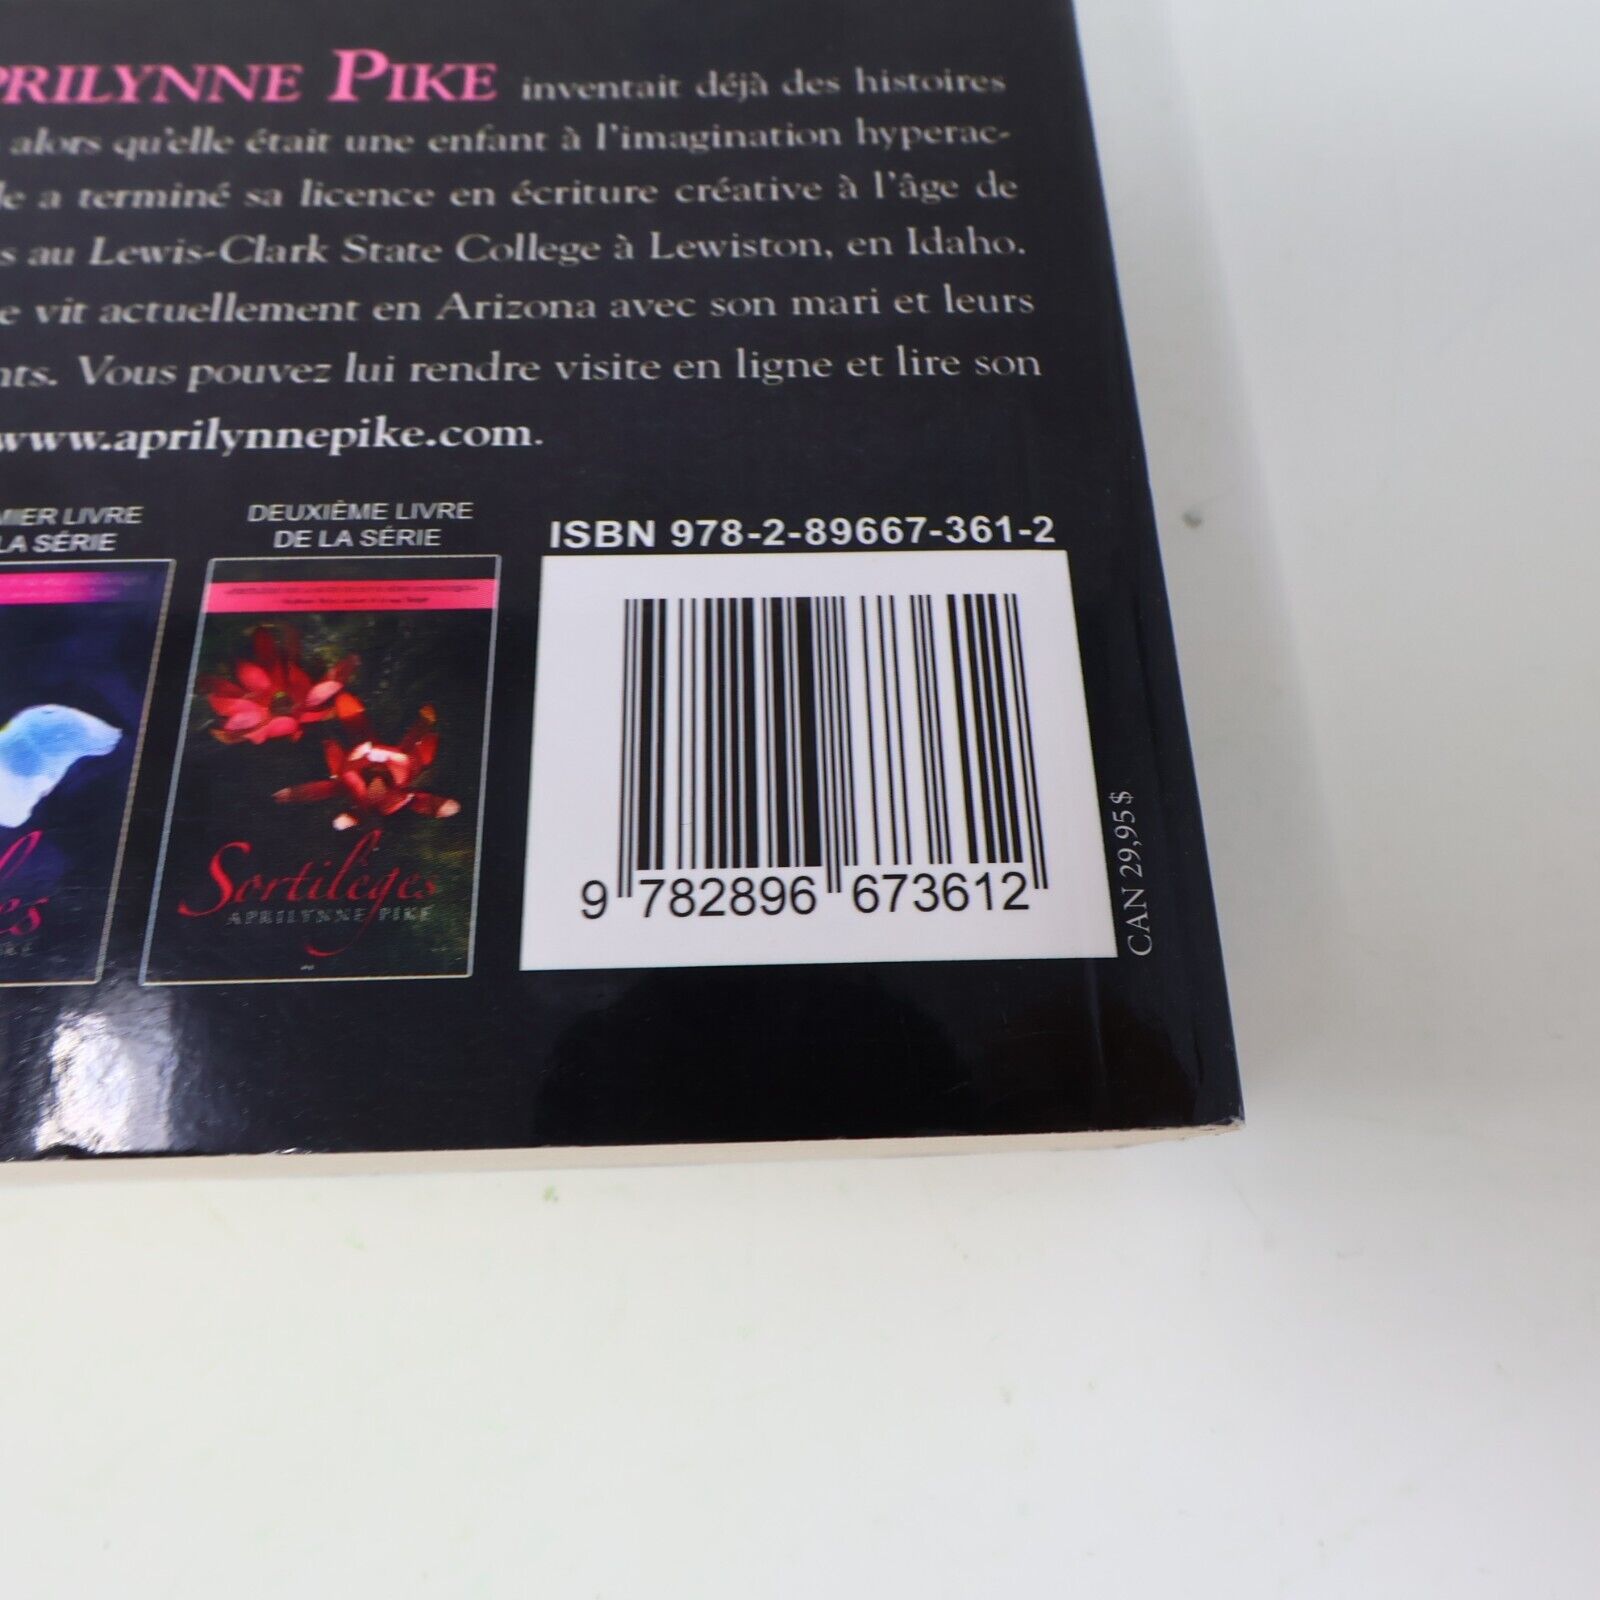 PRILYNNE PIKE inventait déjà des histoires
alors qu'elle était une enfant à l'imagination hyperac-
le a terminé sa licence en écriture créative à l'âge de
s au Lewis-Clark State College à Lewiston, en Idaho.
e vit actuellement en Arizona avec son mari et leurs
nts. Vous pouvez lui rendre visite en ligne et lire son
www.aprilynnepike.com.
MIER LIVRE
LA SÉRIE
DEUXIÈME LIVRE
DE LA SÉRIE
Sortilèges
APRILYNNE PIKE
ISBN 978-2-89667-361-2
9 782896 673612
CAN 29,95$